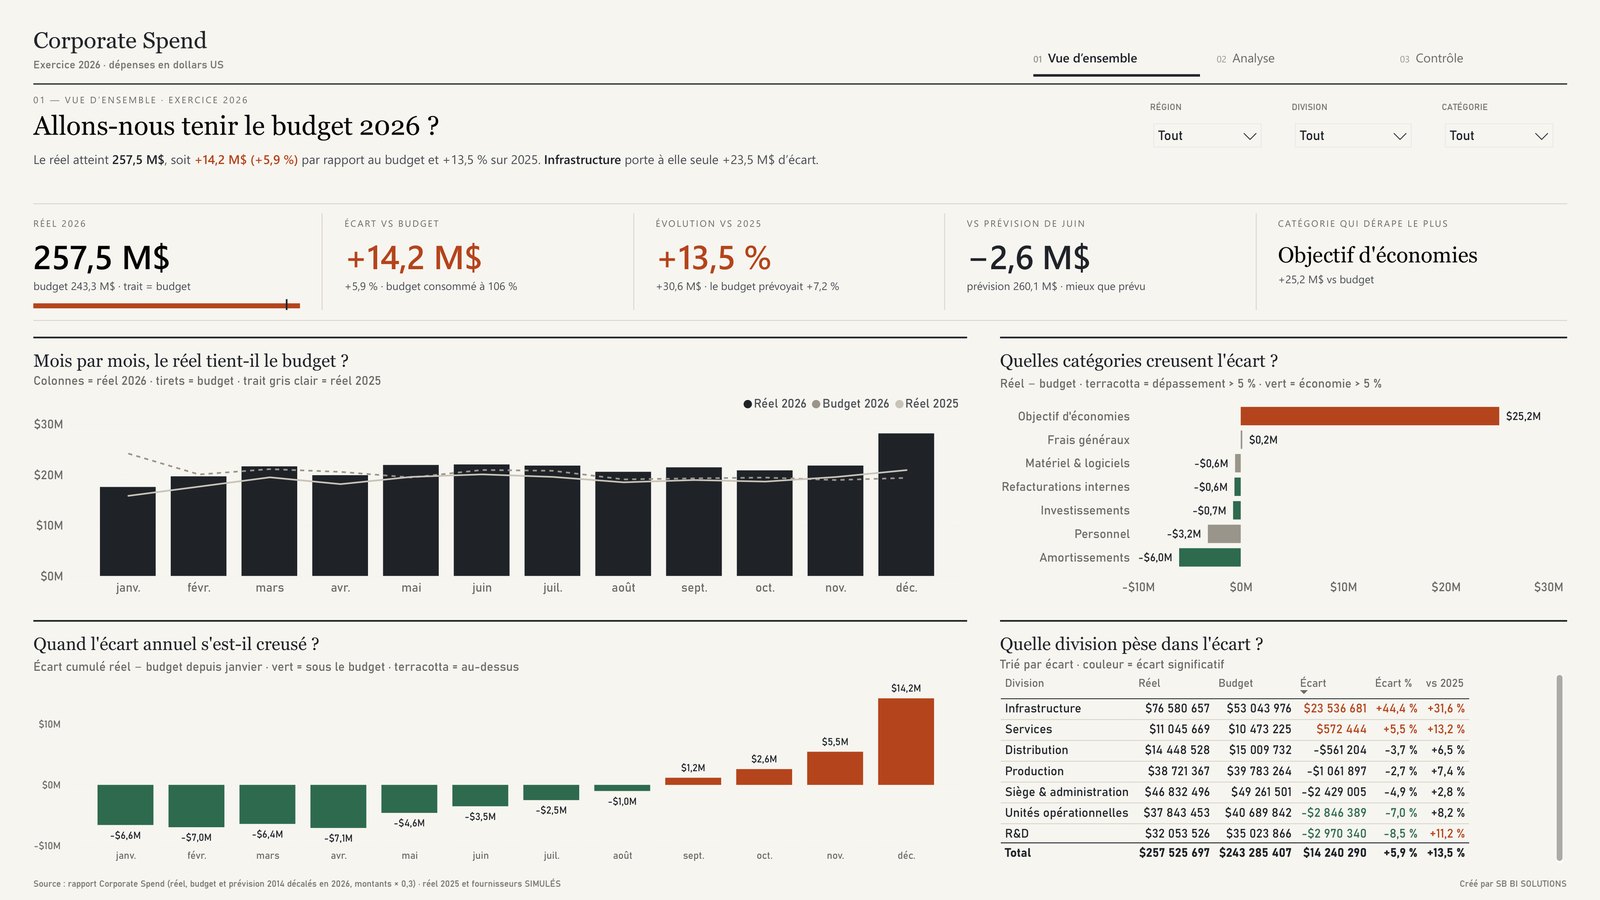 Corporate Spend
Exercice 2026 · dépenses en dollars US
01 Vue d’ensemble
02 Analyse
03 Contrôle
01 — VUE D’ENSEMBLE · EXERCICE 2026
Allons-nous tenir le budget 2026 ?
Le réel atteint 257,5 M$, soit +14,2 M$ (+5,9 %) par rapport au budget et +13,5 % sur 2025. Infrastructure porte à elle seule +23,5 M$ d’écart.
RÉGION
DIVISION
CATÉGORIE
Tout
Tout
Tout
RÉEL 2026
257,5 M$
budget 243,3 M$ · trait = budget
ÉCART VS BUDGET
+14,2 M$
+5,9 % · budget consommé à 106 %
ÉVOLUTION VS 2025
+13,5 %
+30,6 M$ · le budget prévoyait +7,2 %
VS PRÉVISION DE JUIN
−2,6 M$
prévision 260,1 M$ · mieux que prévu
CATÉGORIE QUI DÉRAPE LE PLUS
Objectif d'économies
+25,2 M$ vs budget
Mois par mois, le réel tient-il le budget ?
Colonnes = réel 2026 · tirets = budget · trait gris clair = réel 2025
Réel 2026 Budget 2026 Réel 2025
$30M
$20M
$10M
$0M
janv. févr. mars avr. mai juin juil. août sept. oct. nov. déc.
Quelles catégories creusent l'écart ?
Réel − budget · terracotta = dépassement > 5 % · vert = économie > 5 %
Objectif d'économies $25,2M
Frais généraux $0,2M
Matériel & logiciels -$0,6M
Refacturations internes -$0,6M
Investissements -$0,7M
Personnel -$3,2M
Amortissements -$6,0M
-$10M $0M $10M $20M $30M
Quand l'écart annuel s'est-il creusé ?
Écart cumulé réel − budget depuis janvier · vert = sous le budget · terracotta = au-dessus
$10M
$0M
-$10M
-$6,6M -$7,0M -$6,4M -$7,1M -$4,6M -$3,5M -$2,5M -$1,0M $1,2M $2,6M $5,5M $14,2M
janv. févr. mars avr. mai juin juil. août sept. oct. nov. déc.
Quelle division pèse dans l'écart ?
Trié par écart · couleur = écart significatif
Division Réel Budget Écart Écart % vs 2025
Infrastructure $76 580 657 $53 043 976 $23 536 681 +44,4 % +31,6 %
Services $11 045 669 $10 473 225 $572 444 +5,5 % +13,2 %
Distribution $14 448 528 $15 009 732 -$561 204 -3,7 % +6,5 %
Production $38 721 367 $39 783 264 -$1 061 897 -2,7 % +7,4 %
Siège & administration $46 832 496 $49 261 501 -$2 429 005 -4,9 % +2,8 %
Unités opérationnelles $37 843 453 $40 689 842 -$2 846 389 -7,0 % +8,2 %
R&D $32 053 526 $35 023 866 -$2 970 340 -8,5 % +11,2 %
Total $257 525 697 $243 285 407 $14 240 290 +5,9 % +13,5 %
Source : rapport Corporate Spend (réel, budget et prévision 2014 décalés en 2026, montants × 0,3) · réel 2025 et fournisseurs SIMULÉS
Créé par SB BI SOLUTIONS